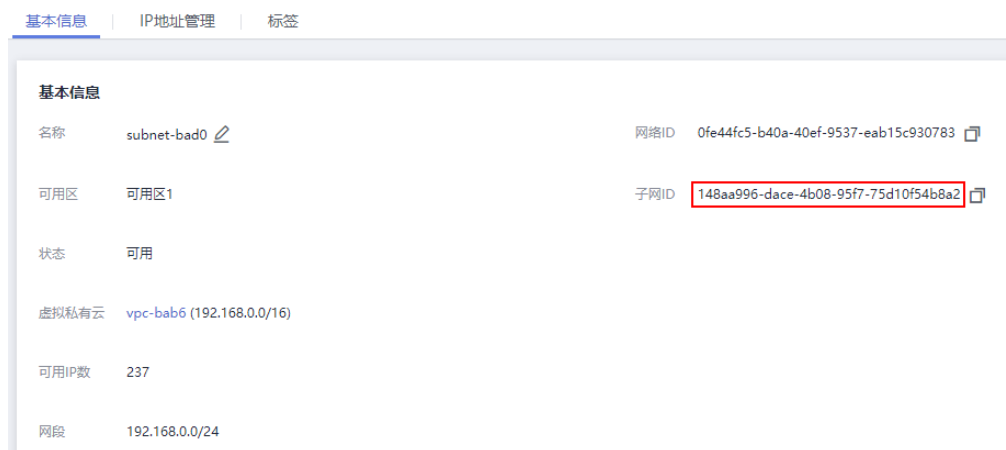 基本信息 IP地址管理 标签
基本信息
名称 subnet-bad0 网络ID 0fe44fc5-b40a-40ef-9537-eab15c930783
可用区 可用区1 子网ID 148aa996-dace-4b08-95f7-75d10f54b8a2
状态 可用
虚拟私有云 vpc-bab6 (192.168.0.0/16)
可用IP数 237
网段 192.168.0.0/24